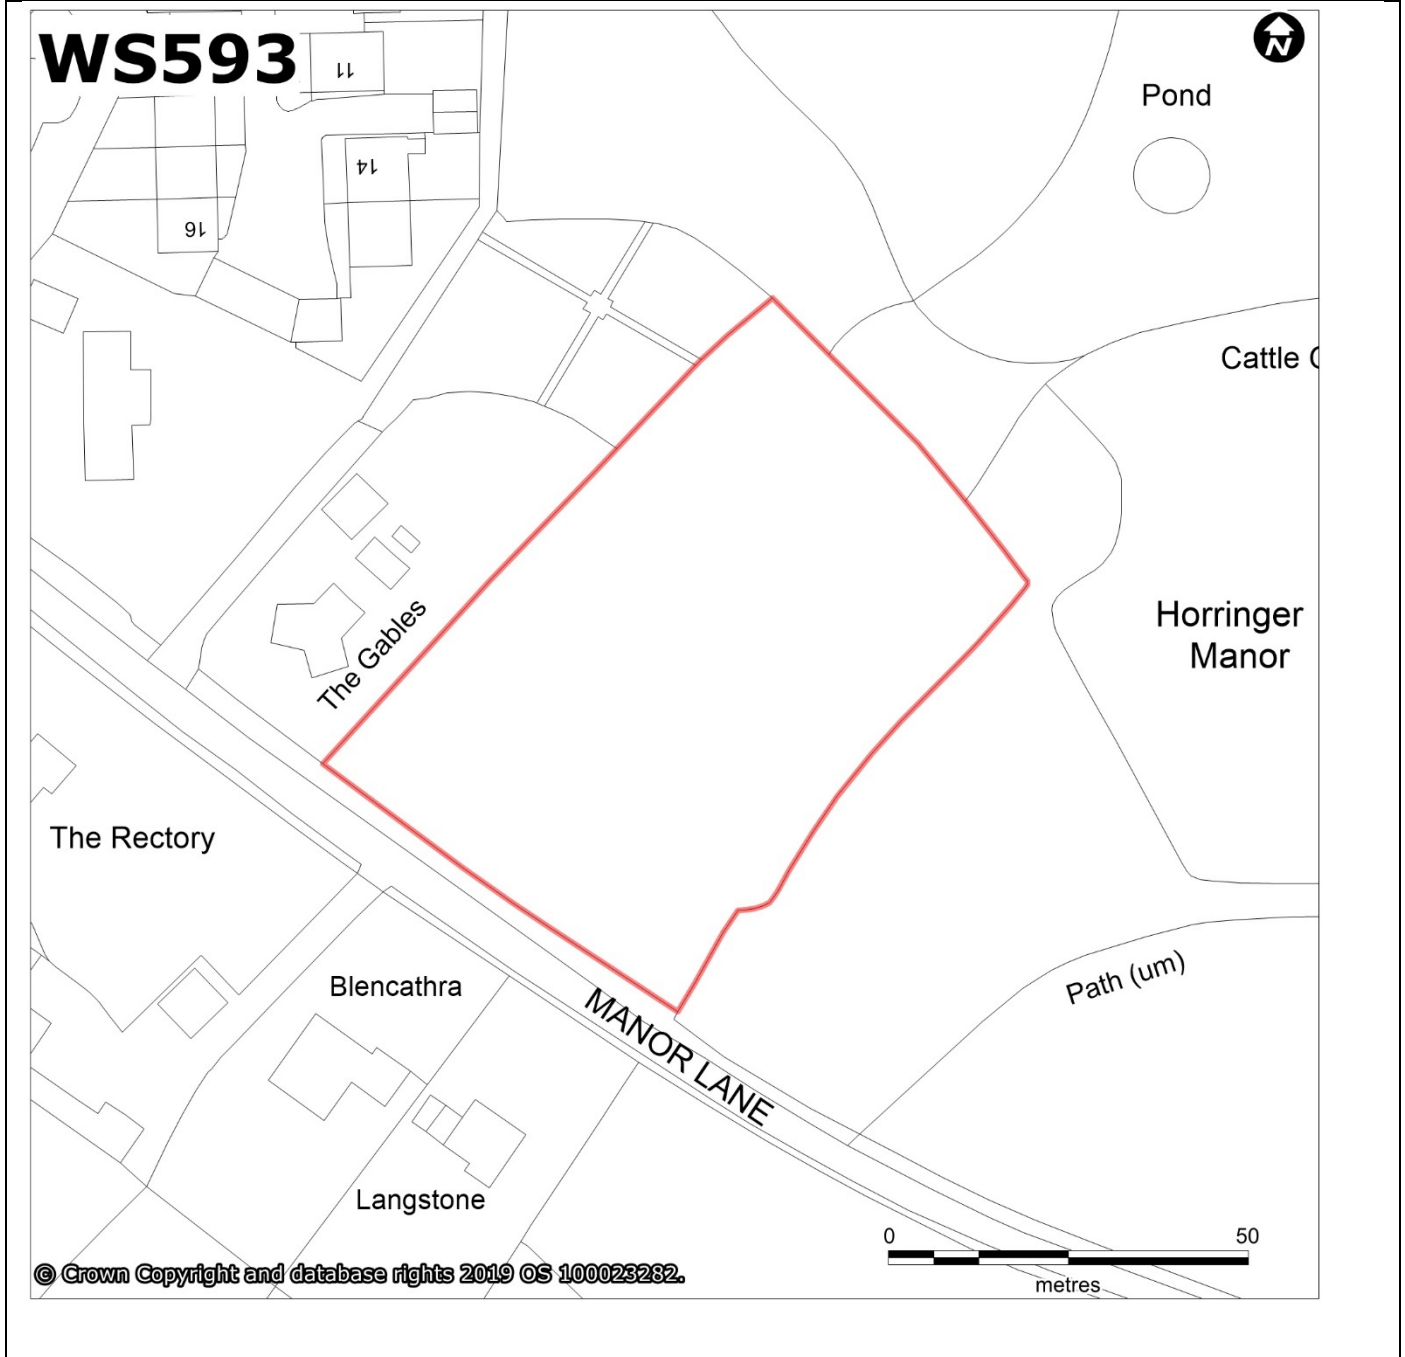 WS593
N
11
Pond
14
16
Cattle
The Gables
Horringer
Manor
The Rectory
Blencathra
Path (um)
MANOR LANE
Langstone
0 50
metres
© Crown Copyright and database rights 2019 OS 100023282.